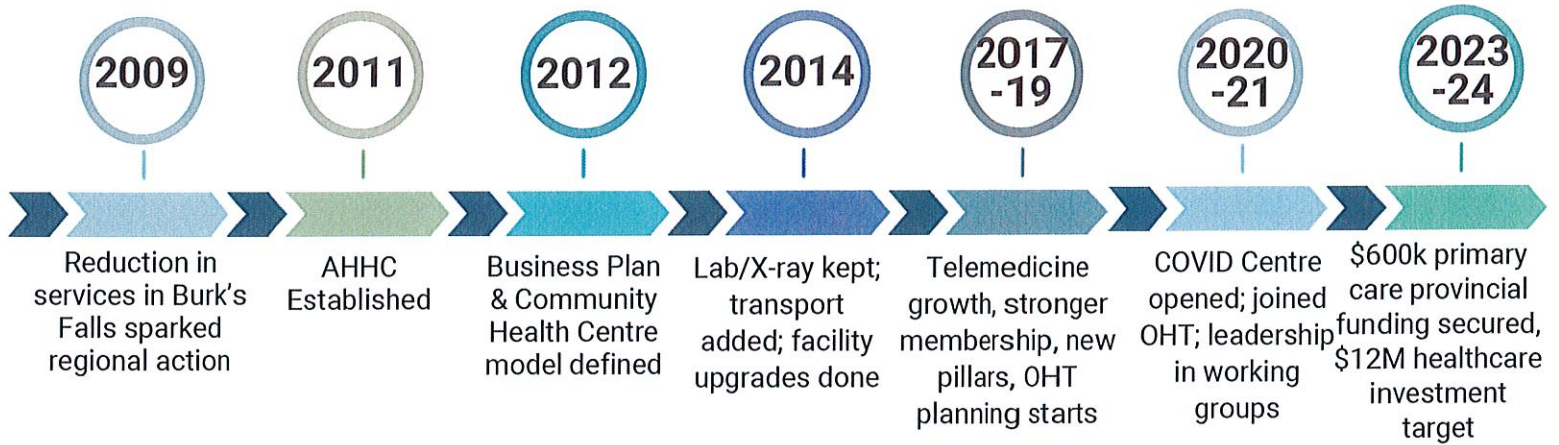 2009
Reduction in
services in Burk's
Falls sparked
regional action
2011
AHHC
Established
2012
Business Plan
& Community
Health Centre
model defined
2014
Lab/X-ray kept;
transport
added; facility
upgrades done
2017
-19
Telemedicine
growth, stronger
membership, new
pillars, OHT
planning starts
2020
-21
COVID Centre
opened; joined
OHT; leadership
in working
groups
2023
-24
$600k primary
care provincial
funding secured,
$12M healthcare
investment
target